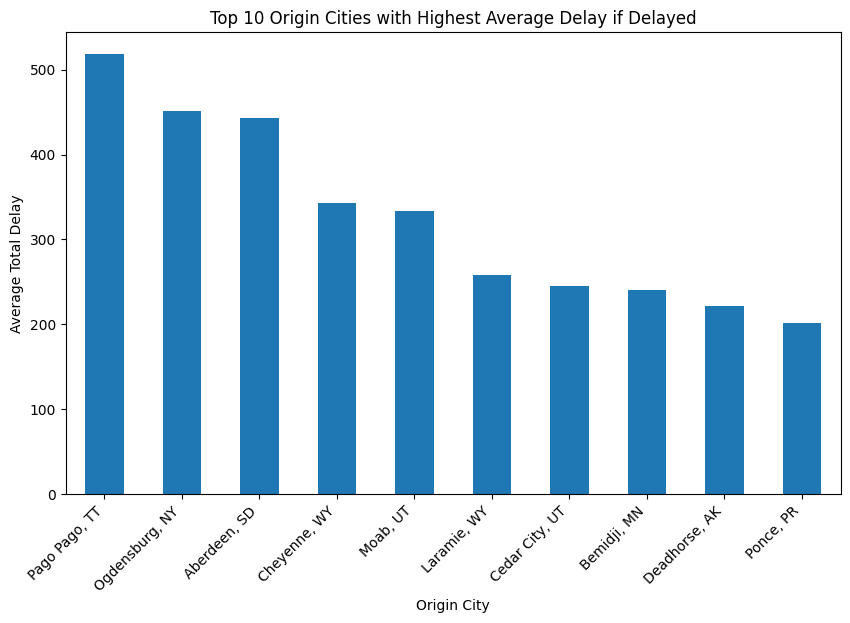 Top 10 Origin Cities with Highest Average Delay if Delayed
Average Total Delay
500
400
300
200
100
0
Pago Pago, TT
Ogdensburg, NY
Aberdeen, SD
Cheyenne, WY
Moab, UT
Laramie, WY
Cedar City, UT
Bemidji, MN
Deadhorse, AK
Ponce, PR
Origin City